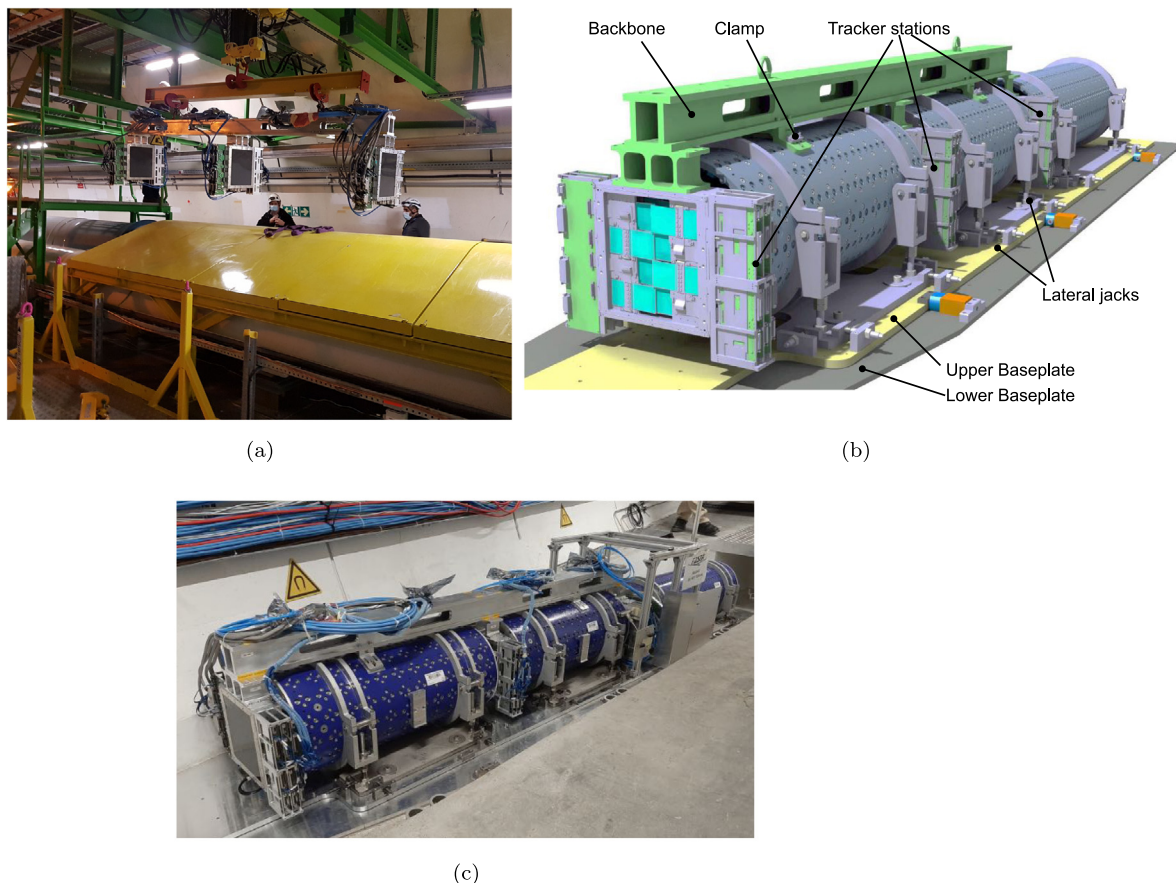 Backbone
Clamp
Tracker stations
Lateral jacks
Upper Baseplate
Lower Baseplate
(a)
(b)
(c)